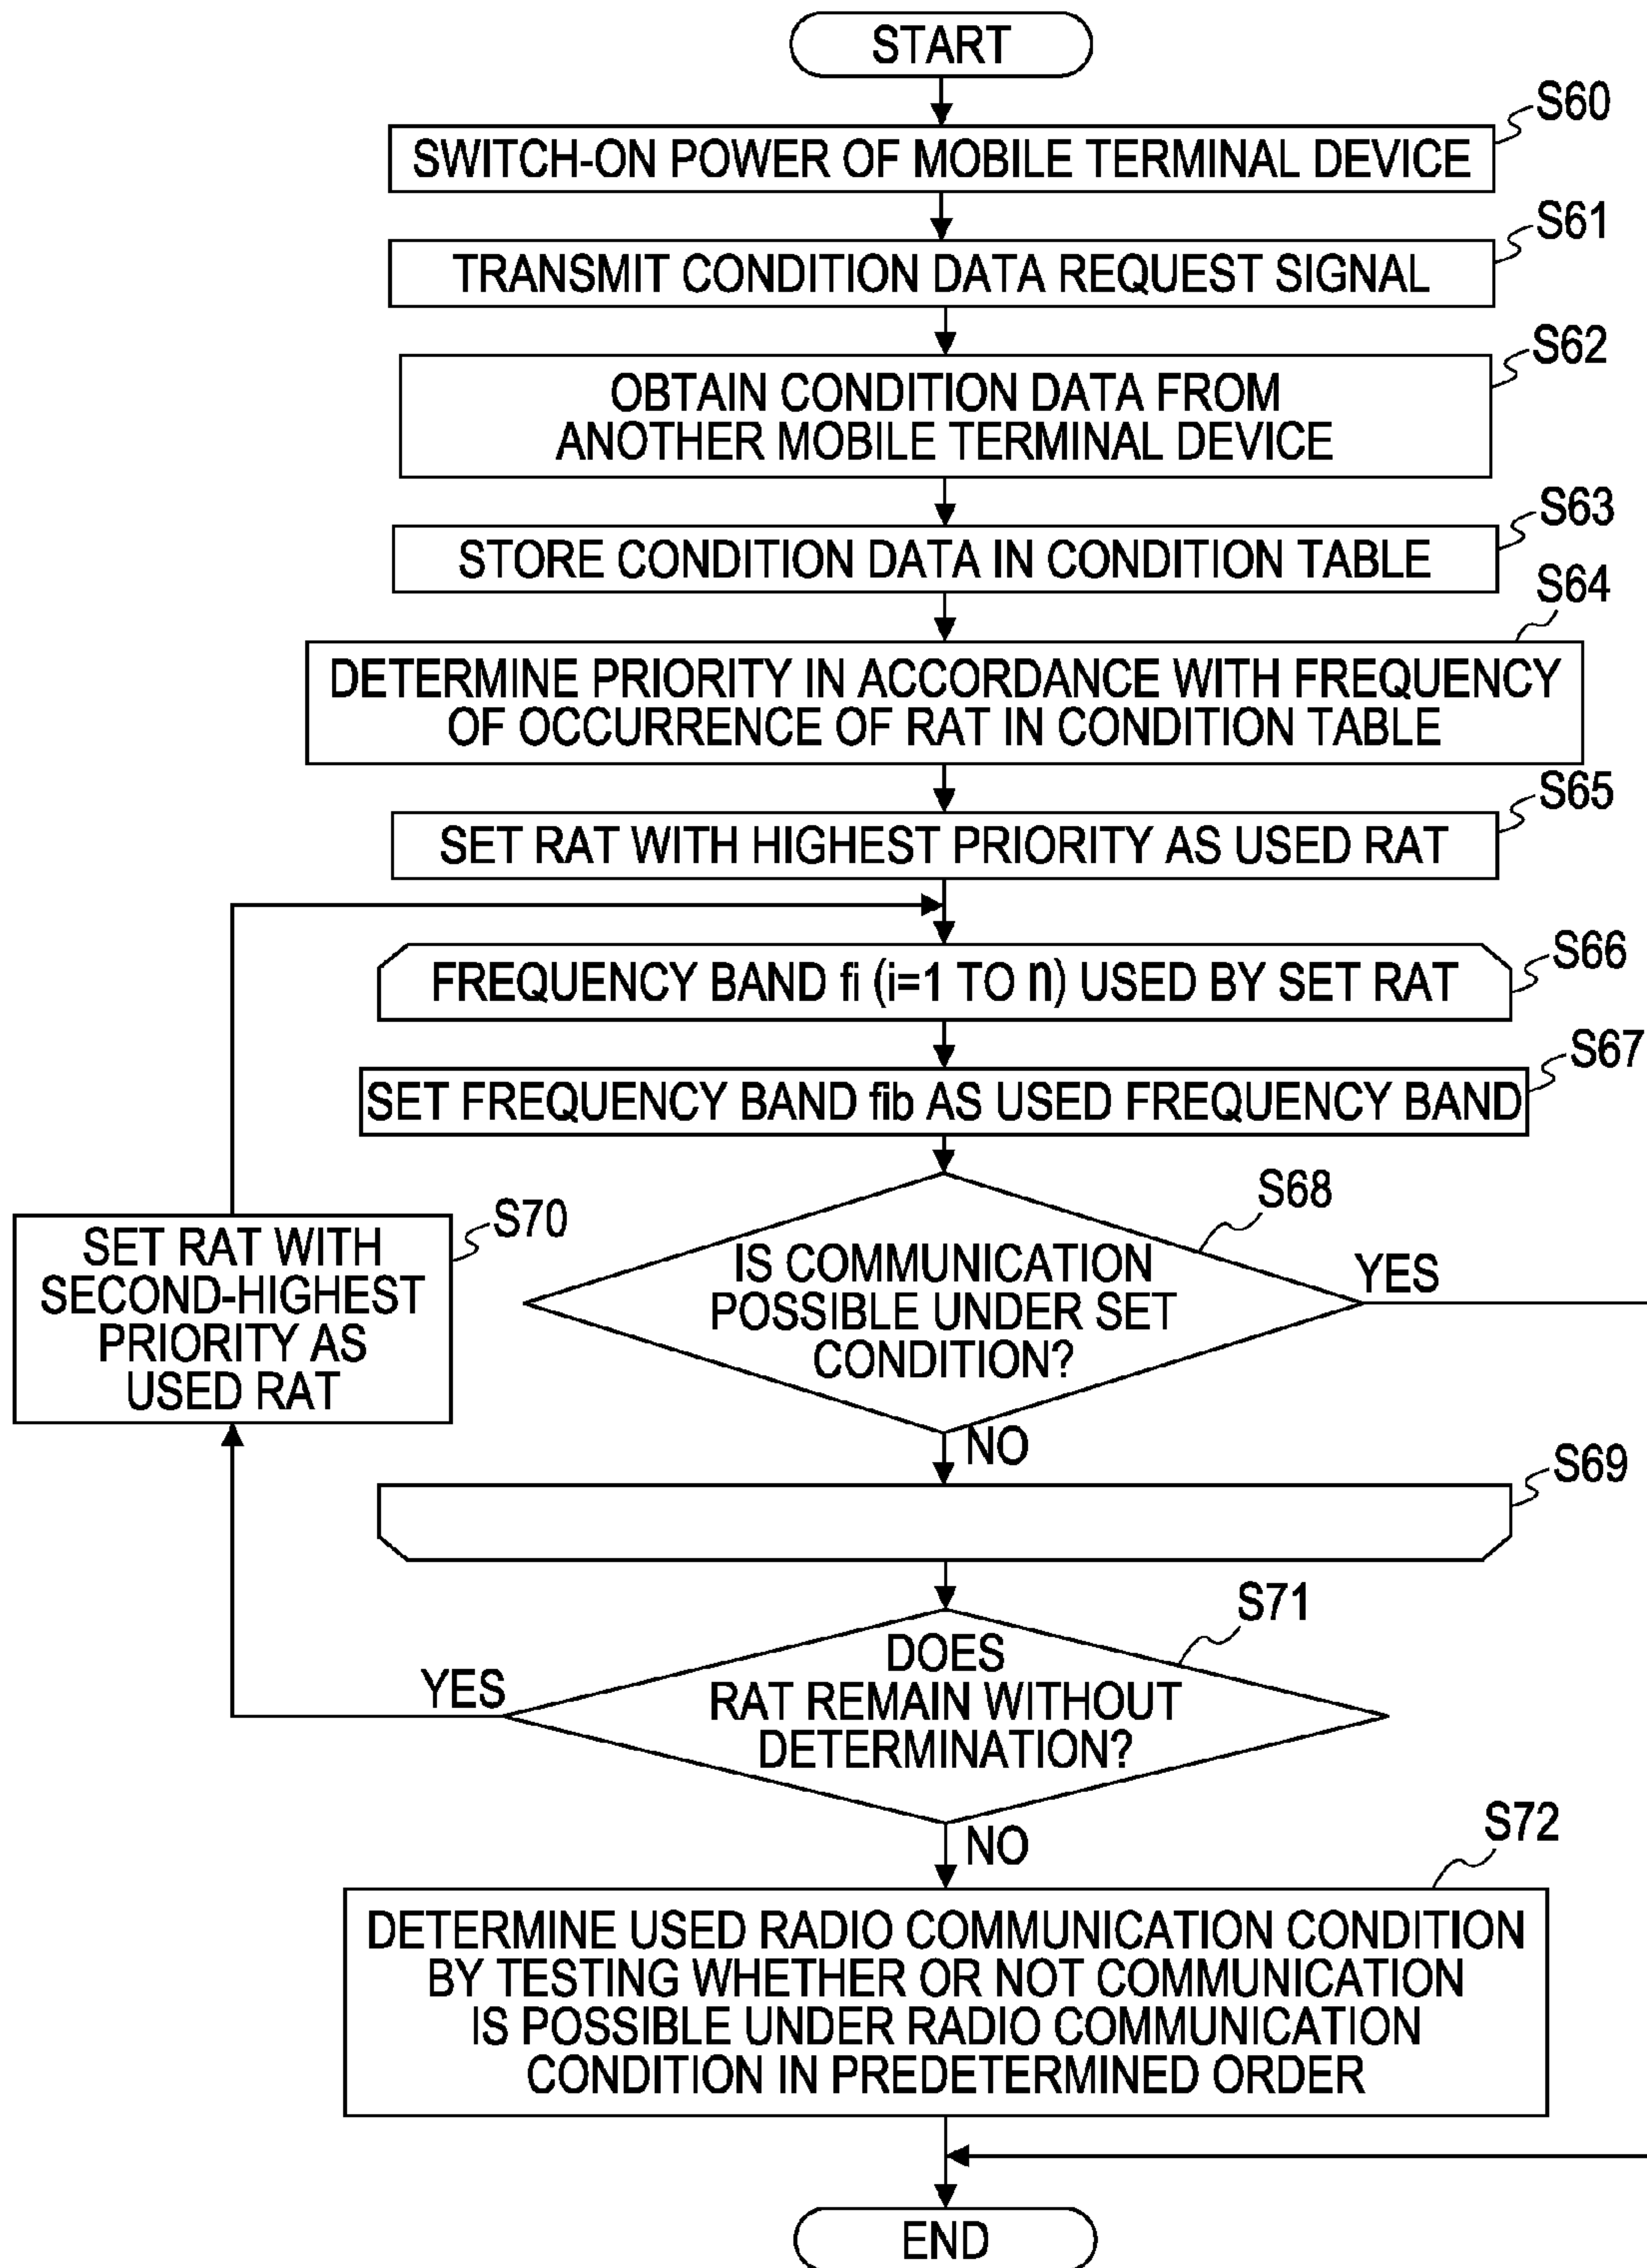 START
S60
SWITCH-ON POWER OF MOBILE TERMINAL DEVICE
S61
TRANSMIT CONDITION DATA REQUEST SIGNAL
S62
OBTAIN CONDITION DATA FROM
ANOTHER MOBILE TERMINAL DEVICE
S63
STORE CONDITION DATA IN CONDITION TABLE
S64
DETERMINE PRIORITY IN ACCORDANCE WITH FREQUENCY
OF OCCURRENCE OF RAT IN CONDITION TABLE
S65
SET RAT WITH HIGHEST PRIORITY AS USED RAT
S66
FREQUENCY BAND fi (i=1 TO n) USED BY SET RAT
S67
SET FREQUENCY BAND fib AS USED FREQUENCY BAND
S68
IS COMMUNICATION
POSSIBLE UNDER SET
CONDITION?
YES
NO
S70
SET RAT WITH
SECOND-HIGHEST
PRIORITY AS
USED RAT
S69
S71
DOES
RAT REMAIN WITHOUT
DETERMINATION?
YES
NO
S72
DETERMINE USED RADIO COMMUNICATION CONDITION
BY TESTING WHETHER OR NOT COMMUNICATION
IS POSSIBLE UNDER RADIO COMMUNICATION
CONDITION IN PREDETERMINED ORDER
END